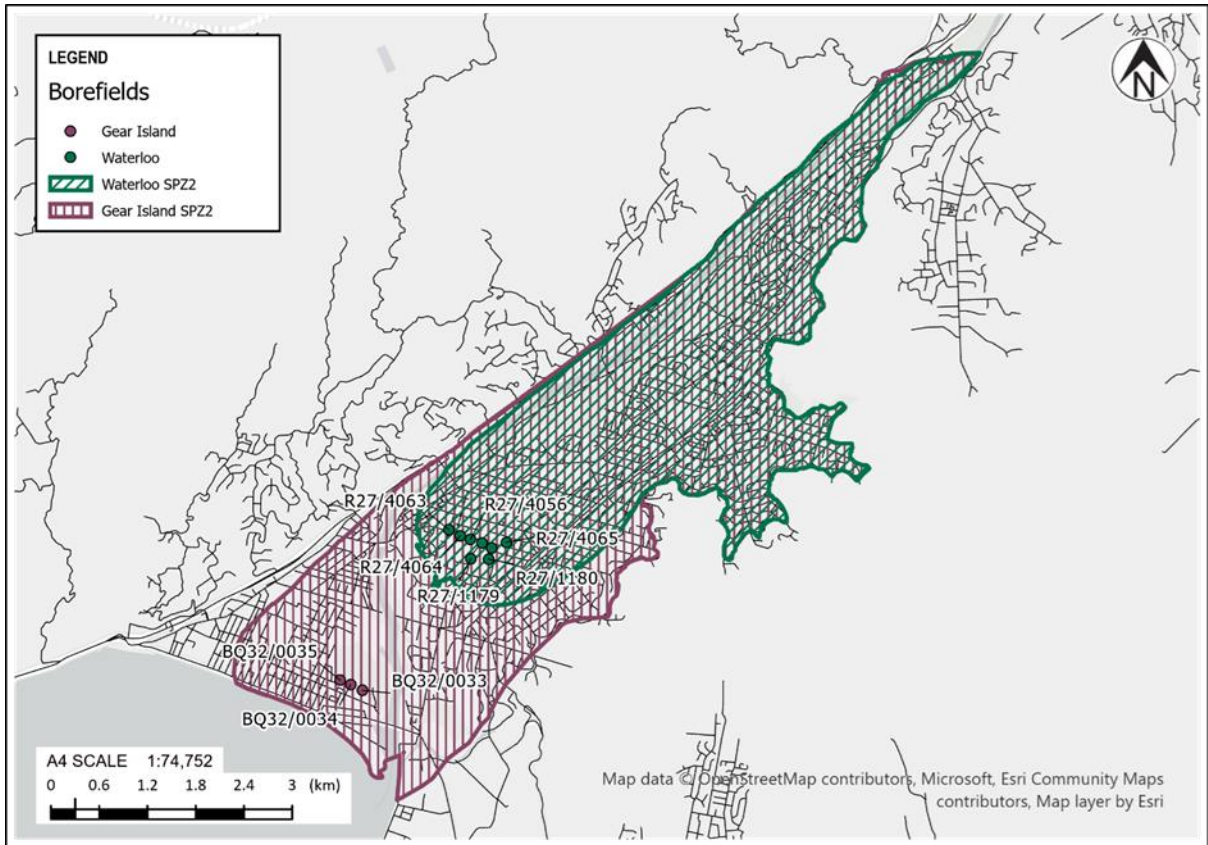 LEGEND
Borefields
Gear Island
Waterloo
Waterloo SPZ2
Gear Island SPZ2
N
R27/4063
R27/4056
R27/4065
R27/4064
R27/1180
R27/1179
BQ32/0035
BQ32/0033
BQ32/0034
A4 SCALE 1:74,752
0 0.6 1.2 1.8 2.4 3 (km)
Map data © OpenStreetMap contributors, Microsoft, Esri Community Maps
contributors, Map layer by Esri